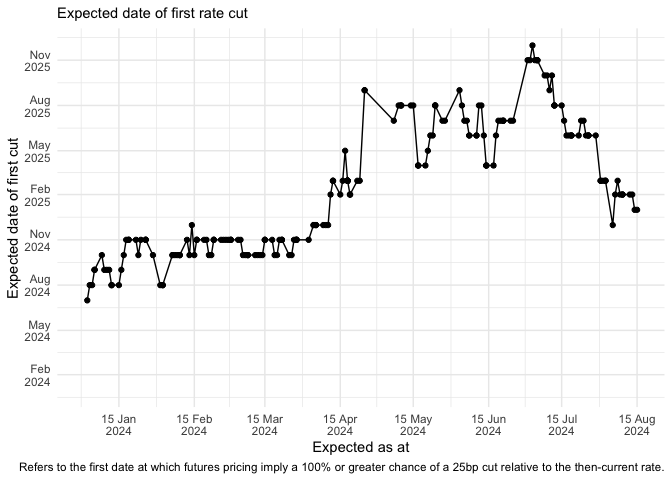 Expected date of first rate cut
Expected date of first cut
Nov
2025
Aug
2025
May
2025
Feb
2025
Nov
2024
Aug
2024
May
2024
Feb
2024
15 Jan
2024
15 Feb
2024
15 Mar
2024
15 Apr
2024
15 May
2024
15 Jun
2024
15 Jul
2024
15 Aug
2024
Expected as at
Refers to the first date at which futures pricing imply a 100% or greater chance of a 25bp cut relative to the then-current rate.